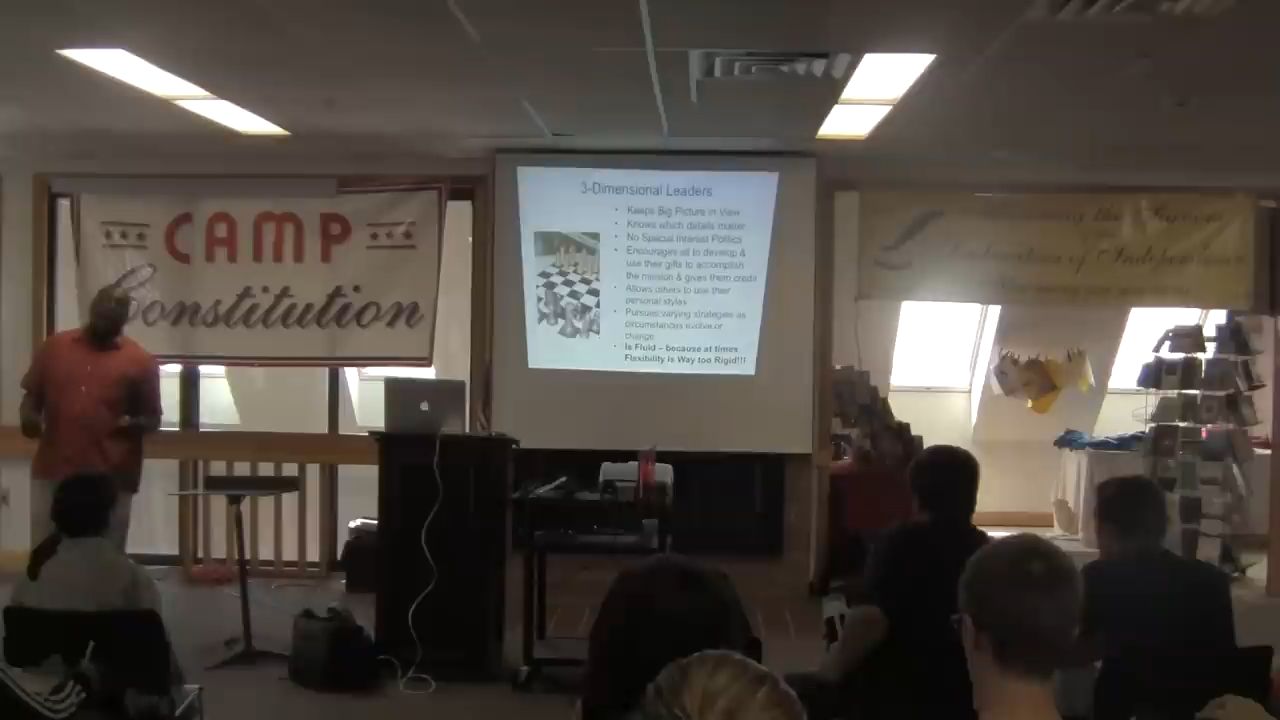 CAMP
Constitution
3-Dimensional Leaders
• Keeps Big Picture in View
• Knows which details matter
• No Special Interest Politics
• Encourages all to develop &
use their gifts to accomplish
the mission & gives them credit
• Allows others to use their
personal styles
• Pursues varying strategies as
circumstances evolve or
change
• Is Fluid – because at times
Flexibility is Way too Rigid!!!
of Independence